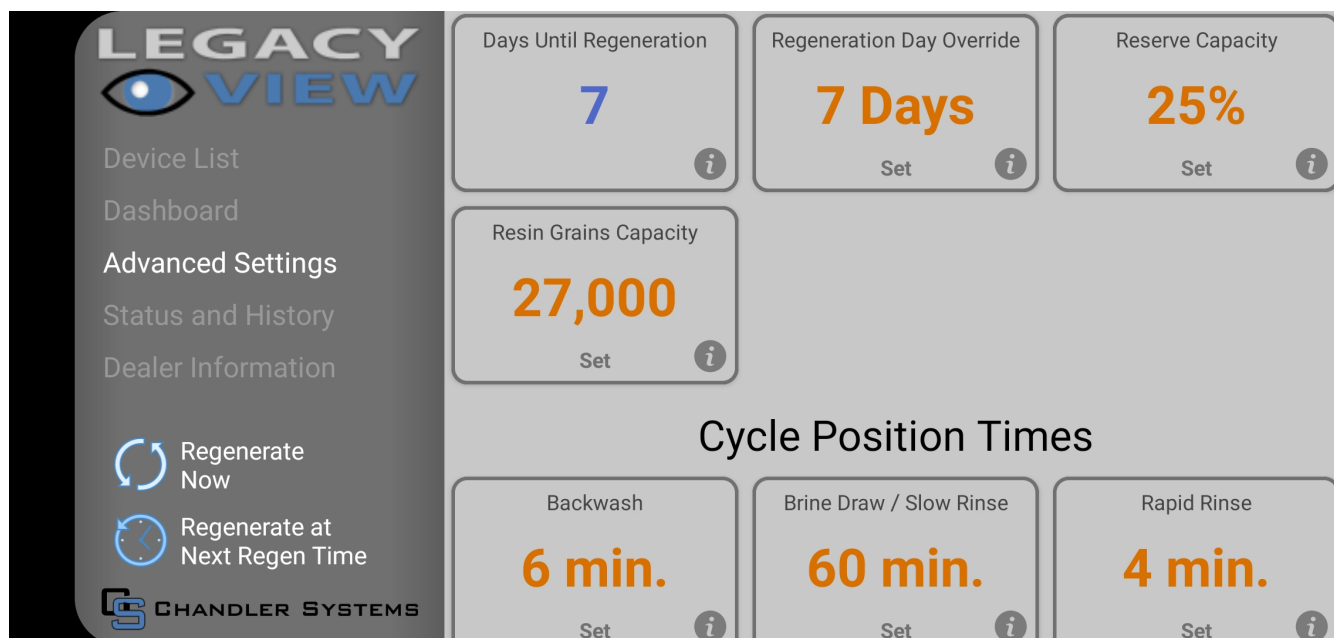 LEGACY
VIEW
Device List
Dashboard
Advanced Settings
Status and History
Dealer Information
Regenerate
Now
Regenerate at
Next Regen Time
CS CHANDLER SYSTEMS
Days Until Regeneration
7
i
Regeneration Day Override
7 Days
Set
i
Reserve Capacity
25%
Set
i
Resin Grains Capacity
27,000
Set
i
Cycle Position Times
Backwash
6 min.
Set
i
Brine Draw / Slow Rinse
60 min.
Set
i
Rapid Rinse
4 min.
Set
i